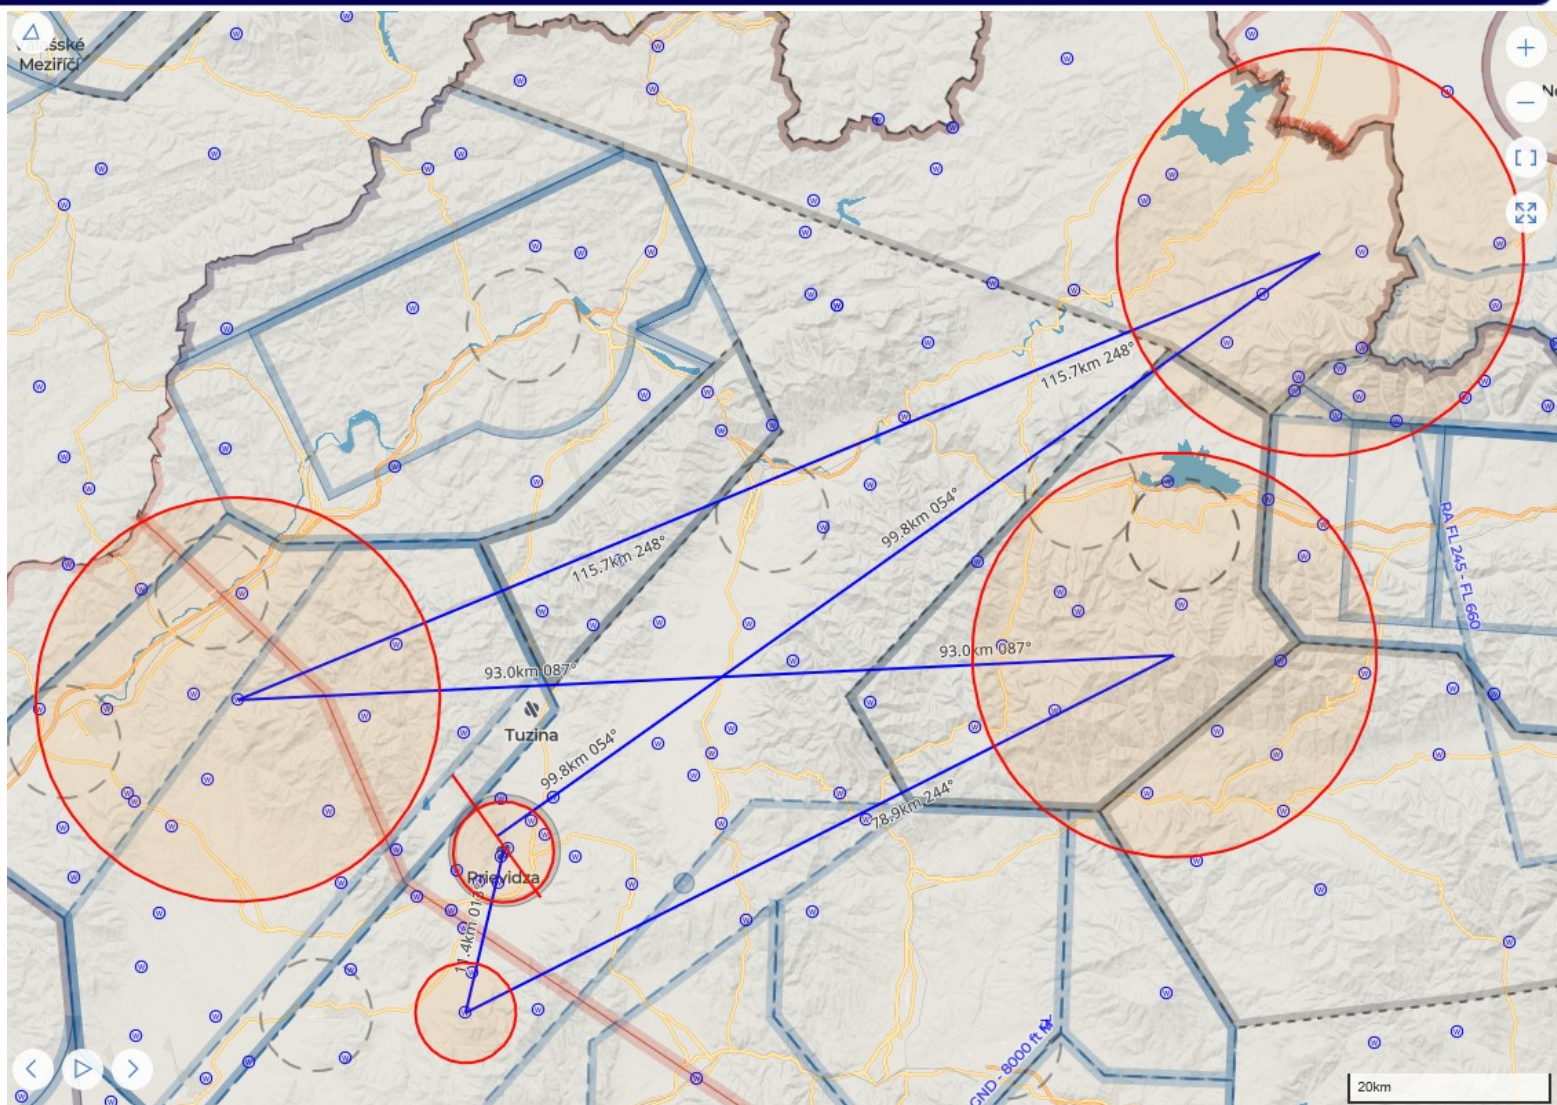 Meziříčí
115.7km 248°
99.8km 054°
115.7km 248°
RA FL 245 - FL 660
93.0km 087°
93.0km 087°
Tuzina
99.8km 054°
78.9km 244°
Prievidza
GND - 8000 ft
20km